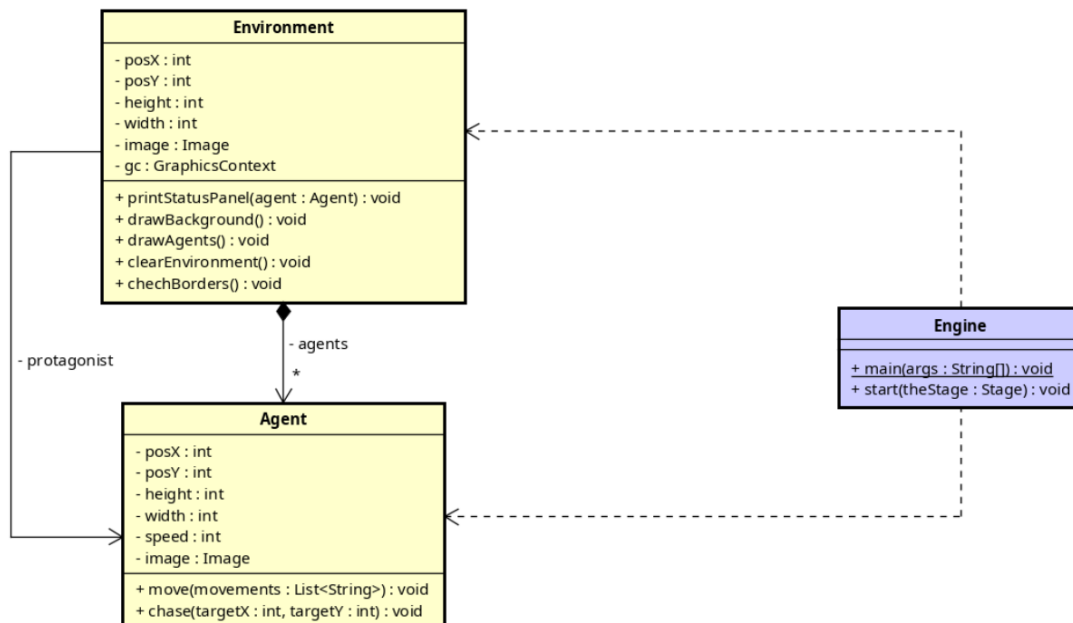 Environment
- posX : int
- posY : int
- height : int
- width : int
- image : Image
- gc : GraphicsContext
+ printStatusPanel(agent : Agent) : void
+ drawBackground() : void
+ drawAgents() : void
+ clearEnvironment() : void
+ chechBorders() : void
- agents
*
- protagonist
Engine
+ main(args : String[]) : void
+ start(theStage : Stage) : void
Agent
- posX : int
- posY : int
- height : int
- width : int
- speed : int
- image : Image
+ move(movements : List<String>) : void
+ chase(targetX : int, targetY : int) : void